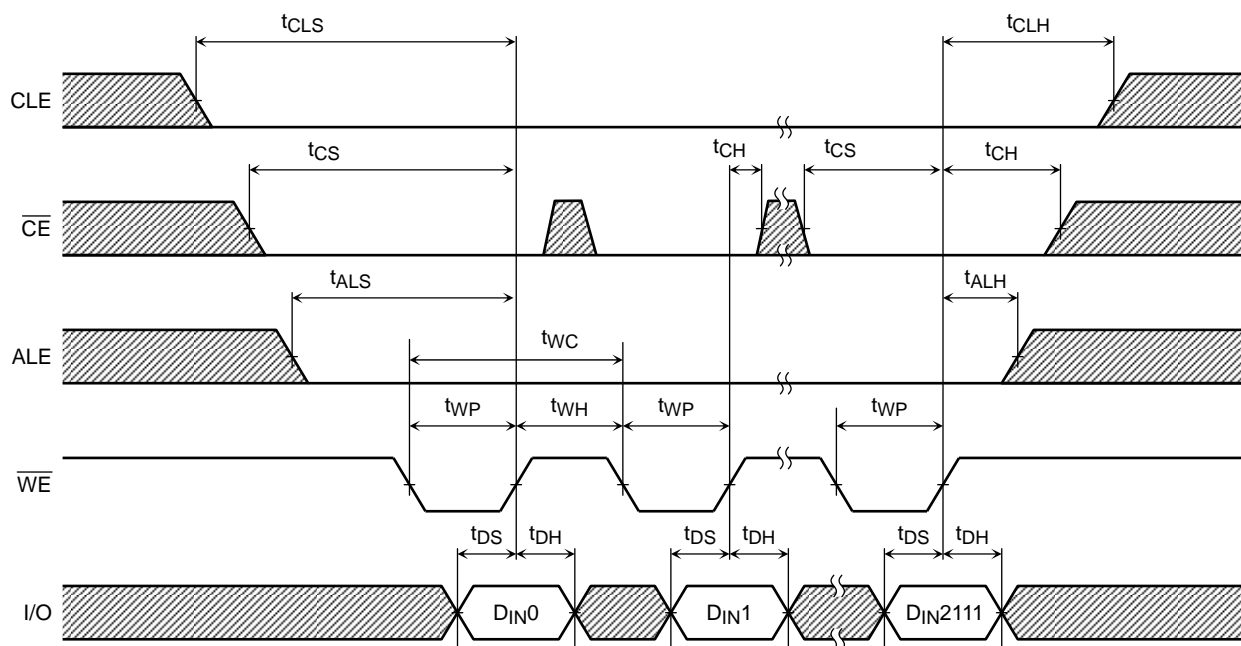 tCLS tCLH
CLE
tCS tCH tCS tCH
CE
tALS tALH
tWC
ALE
tWP tWH tWP tWP
WE
tDS tDH tDS tDH tDS tDH
I/O DIN0 DIN1 DIN2111